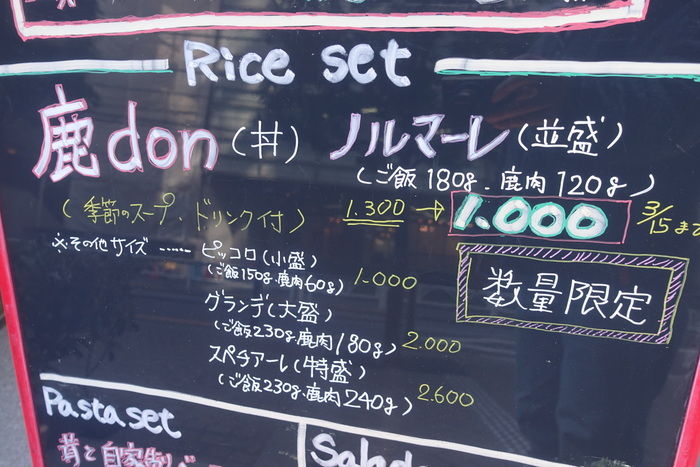 Rice set
鹿don(丼) ノルマーレ(並盛)
(ご飯180g、鹿肉120g)
(季節のスープ、ドリンク付) 1.300→1.000 3/15まで
数量限定
※その他サイズ……ピッコロ(小盛)
(ご飯150g、鹿肉60g) 1.000
グランデ(大盛)
(ご飯230g、鹿肉180g) 2.000
スペチアーレ(特盛)
(ご飯230g、鹿肉240g) 2.600
Pasta set
茸と自家製